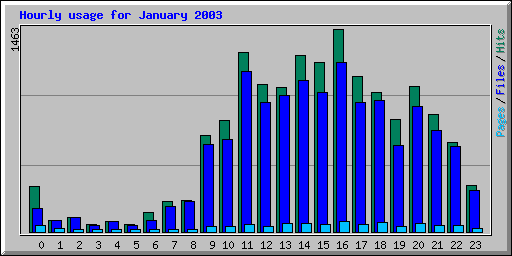 Hourly usage for January 2003
1463
Pages/Files/Hits
0 1 2 3 4 5 6 7 8 9 10 11 12 13 14 15 16 17 18 19 20 21 22 23